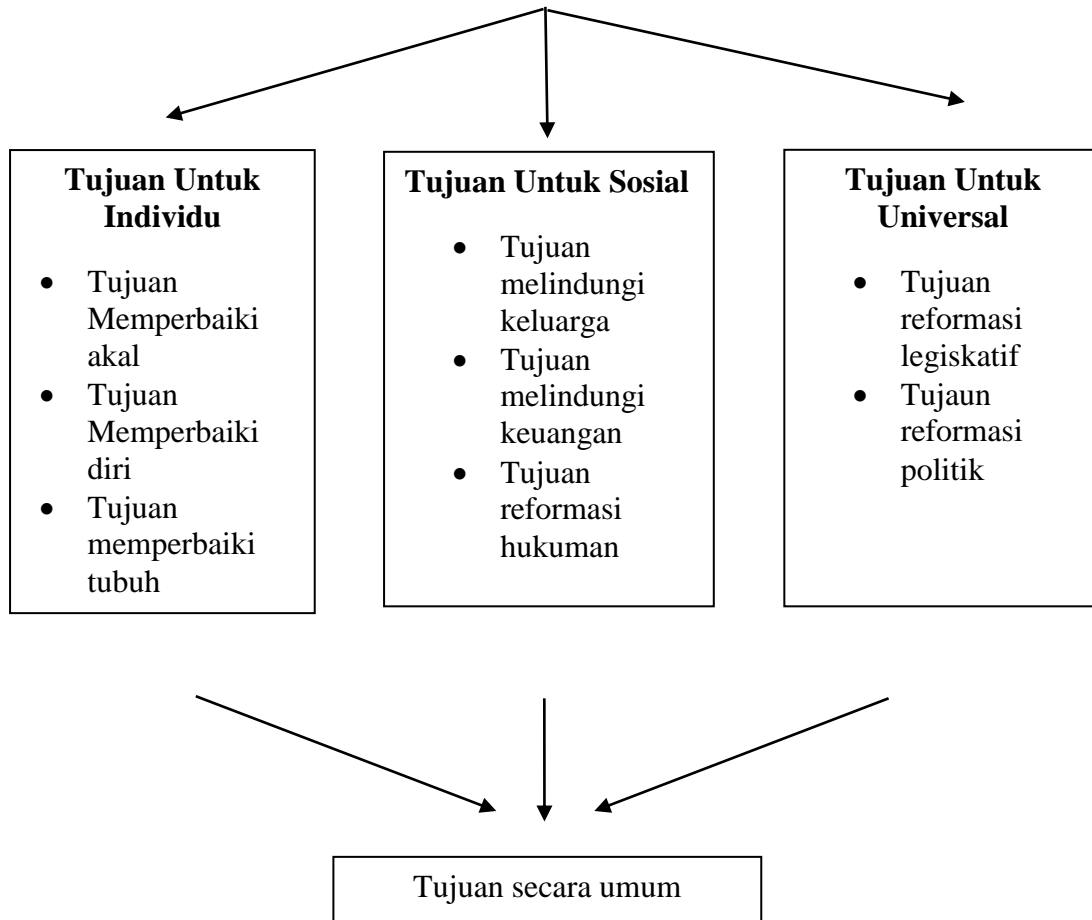 Tujuan Untuk
Individu
• Tujuan
Memperbaiki
akal
• Tujuan
Memperbaiki
diri
• Tujuan
memperbaiki
tubuh
Tujuan Untuk Sosial
• Tujuan
melindungi
keluarga
• Tujuan
melindungi
keuangan
• Tujuan
reformasi
hukuman
Tujuan Untuk
Universal
• Tujuan
reformasi
legiskatif
• Tujaun
reformasi
politik
Tujuan secara umum